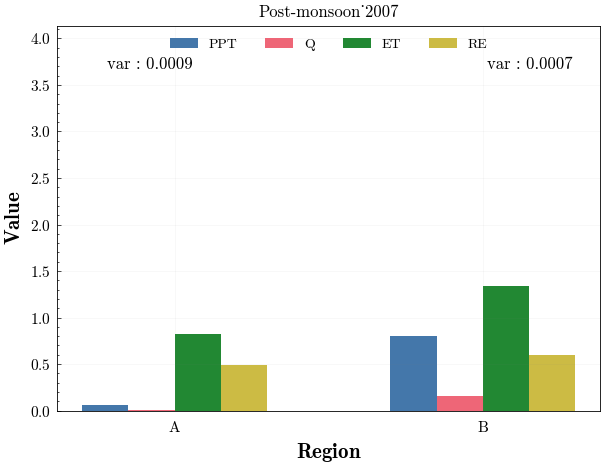 Post-monsoon˙2007
PPT Q ET RE
var : 0.0009 var : 0.0007
4.0
3.5
3.0
2.5
2.0
1.5
1.0
0.5
0.0
Value
A B
Region